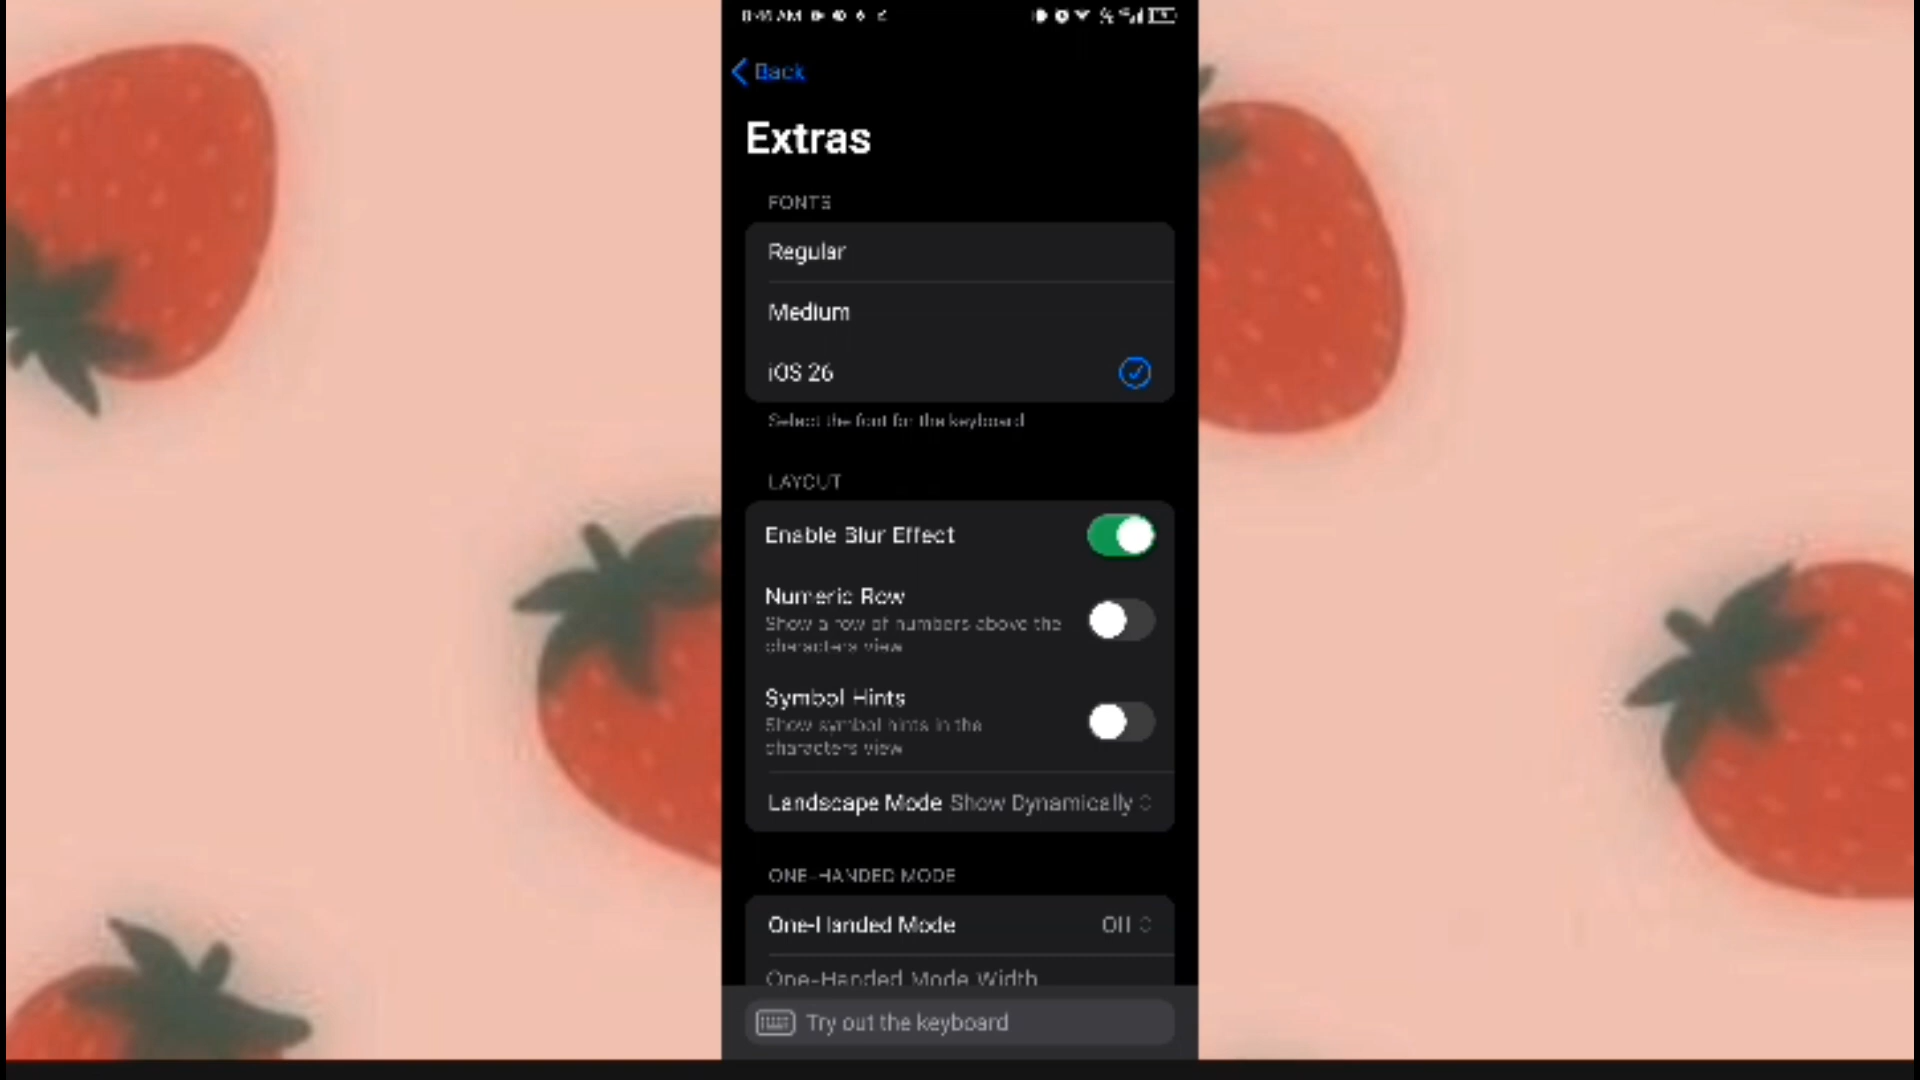 Back
Extras
FONTS
Regular
Medium
iOS 26
Select the font for the keyboard
LAYOUT
Enable Blur Effect
Numeric Row
Show a row of numbers above the
characters view
Symbol Hints
Show symbol hints in the
characters view
Landscape Mode Show Dynamically
ONE-HANDED MODE
One-Handed Mode Off
One-Handed Mode Width
Try out the keyboard